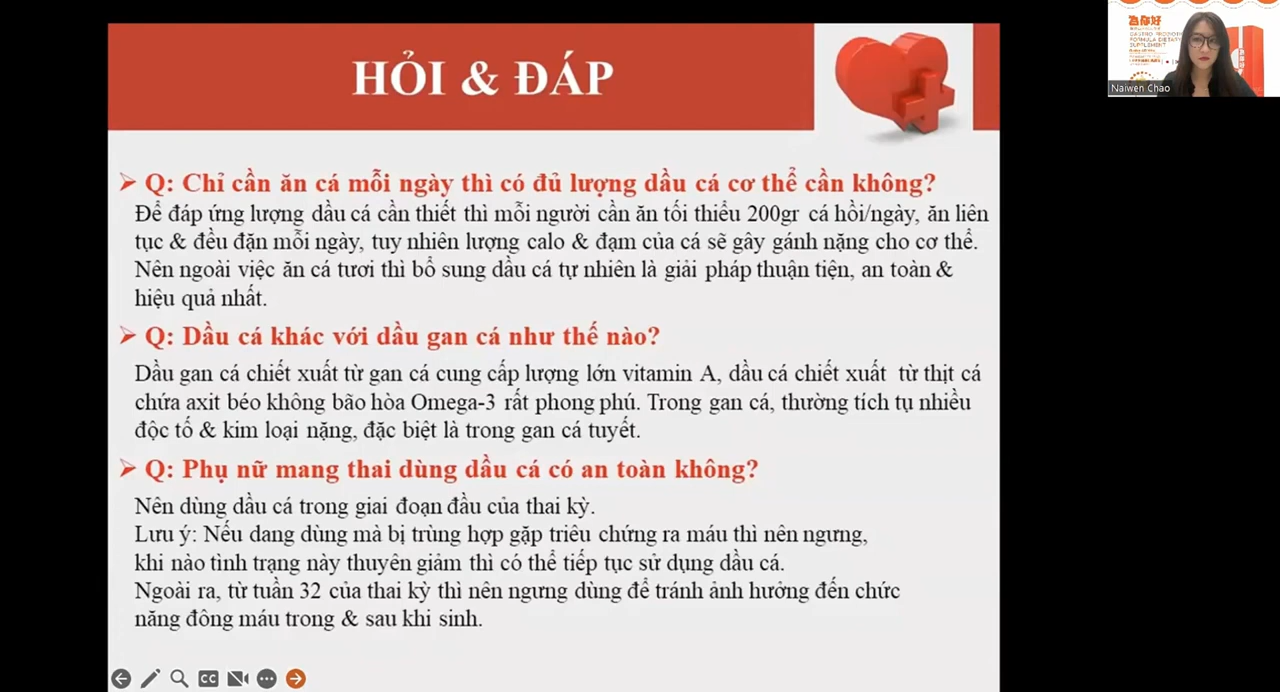 HỎI & ĐÁP
Q: Chỉ cần ăn cá mỗi ngày thì có đủ lượng dầu cá cơ thể cần không?
Để đáp ứng lượng dầu cá cần thiết thì mỗi người cần ăn tối thiểu 200gr cá hồi/ngày, ăn liên
tục & đều đặn mỗi ngày, tuy nhiên lượng calo & đạm của cá sẽ gây gánh nặng cho cơ thể.
Nên ngoài việc ăn cá tươi thì bổ sung dầu cá tự nhiên là giải pháp thuận tiện, an toàn &
hiệu quả nhất.
Q: Dầu cá khác với dầu gan cá như thế nào?
Dầu gan cá chiết xuất từ gan cá cung cấp lượng lớn vitamin A, dầu cá chiết xuất từ thịt cá
chứa axit béo không bão hòa Omega-3 rất phong phú. Trong gan cá, thường tích tụ nhiều
độc tố & kim loại nặng, đặc biệt là trong gan cá tuyết.
Q: Phụ nữ mang thai dùng dầu cá có an toàn không?
Nên dùng dầu cá trong giai đoạn đầu của thai kỳ.
Lưu ý: Nếu dang dùng mà bị trùng hợp gặp triêu chứng ra máu thì nên ngưng,
khi nào tình trạng này thuyên giảm thì có thể tiếp tục sử dụng dầu cá.
Ngoài ra, từ tuần 32 của thai kỳ thì nên ngưng dùng để tránh ảnh hưởng đến chức
năng đông máu trong & sau khi sinh.
CC
為你好
GASTRO PROTECTION
FORMULA DIETARY
SUPPLEMENT
Naiwen Chao